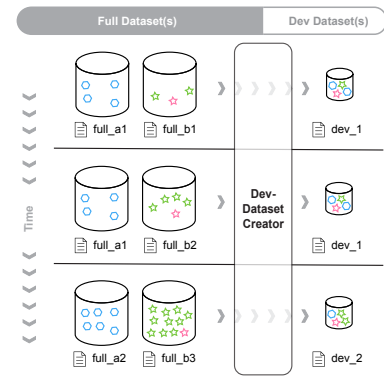 Full Dataset(s) Dev Dataset(s)
full_a1 full_b1 dev_1
Time
full_a1 full_b2 dev_1
Dev-
Dataset
Creator
full_a2 full_b3 dev_2